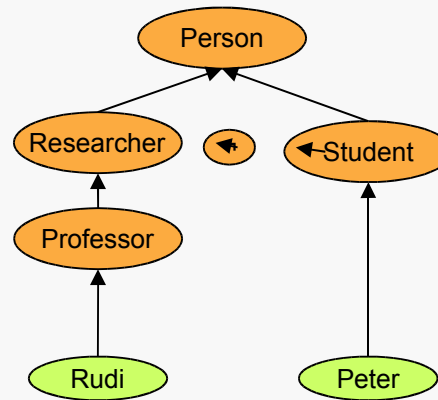 Person
Researcher
Student
Professor
Rudi
Peter